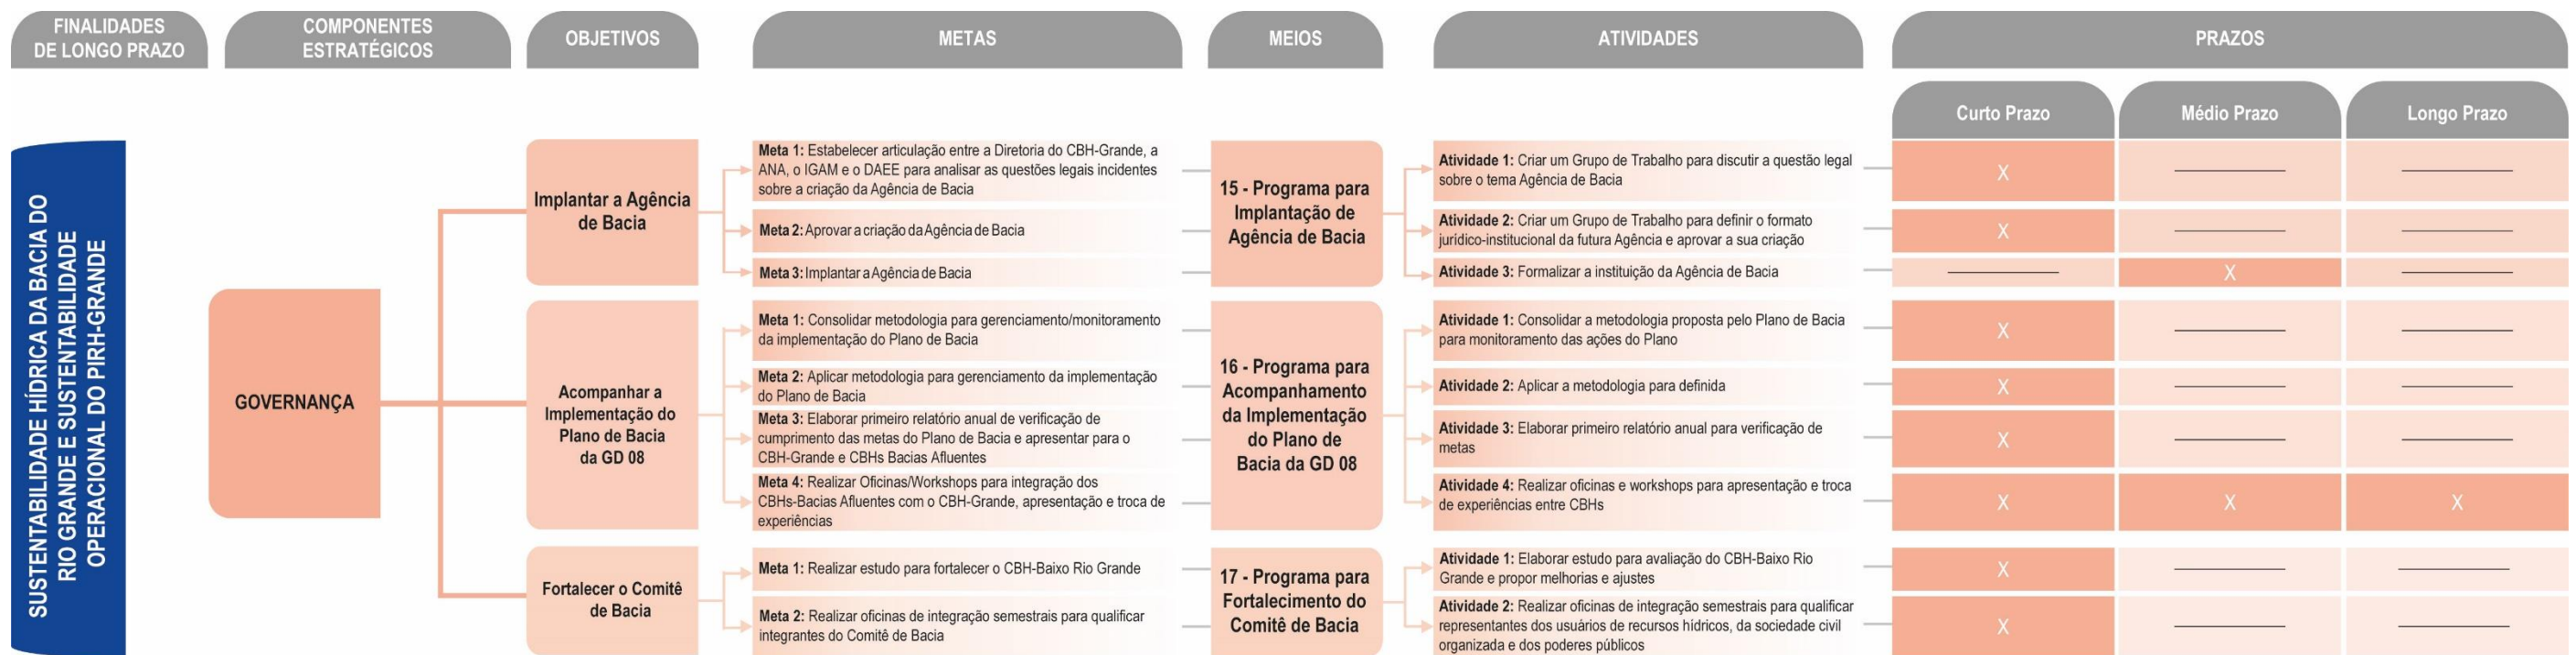 FINALIDADES
DE LONGO PRAZO
COMPONENTES
ESTRATÉGICOS
OBJETIVOS
METAS
MEIOS
ATIVIDADES
PRAZOS
Curto Prazo
Médio Prazo
Longo Prazo
SUSTENTABILIDADE HÍDRICA DA BACIA DO
RIO GRANDE E SUSTENTABILIDADE
OPERACIONAL DO PIRH-GRANDE
GOVERNANÇA
Implantar a Agência
de Bacia
Meta 1: Estabelecer articulação entre a Diretoria do CBH-Grande, a
ANA, o IGAM e o DAEE para analisar as questões legais incidentes
sobre a criação da Agência de Bacia
Meta 2: Aprovar a criação da Agência de Bacia
Meta 3: Implantar a Agência de Bacia
15 - Programa para
Implantação de
Agência de Bacia
Atividade 1: Criar um Grupo de Trabalho para discutir a questão legal
sobre o tema Agência de Bacia
X
Atividade 2: Criar um Grupo de Trabalho para definir o formato
jurídico-institucional da futura Agência e aprovar a sua criação
X
Atividade 3: Formalizar a instituição da Agência de Bacia
X
Acompanhar a
Implementação do
Plano de Bacia
da GD 08
Meta 1: Consolidar metodologia para gerenciamento/monitoramento
da implementação do Plano de Bacia
Meta 2: Aplicar metodologia para gerenciamento da implementação
do Plano de Bacia
Meta 3: Elaborar primeiro relatório anual de verificação de
cumprimento das metas do Plano de Bacia e apresentar para o
CBH-Grande e CBHs Bacias Afluentes
Meta 4: Realizar Oficinas/Workshops para integração dos
CBHs-Bacias Afluentes com o CBH-Grande, apresentação e troca de
experiências
16 - Programa para
Acompanhamento
da Implementação
do Plano de
Bacia da GD 08
Atividade 1: Consolidar a metodologia proposta pelo Plano de Bacia
para monitoramento das ações do Plano
X
Atividade 2: Aplicar a metodologia para definida
X
Atividade 3: Elaborar primeiro relatório anual para verificação de
metas
X
Atividade 4: Realizar oficinas e workshops para apresentação e troca
de experiências entre CBHs
X X X
Fortalecer o Comitê
de Bacia
Meta 1: Realizar estudo para fortalecer o CBH-Baixo Rio Grande
Meta 2: Realizar oficinas de integração semestrais para qualificar
integrantes do Comitê de Bacia
17 - Programa para
Fortalecimento do
Comitê de Bacia
Atividade 1: Elaborar estudo para avaliação do CBH-Baixo Rio
Grande e propor melhorias e ajustes
X
Atividade 2: Realizar oficinas de integração semestrais para qualificar
representantes dos usuários de recursos hídricos, da sociedade civil
organizada e dos poderes públicos
X